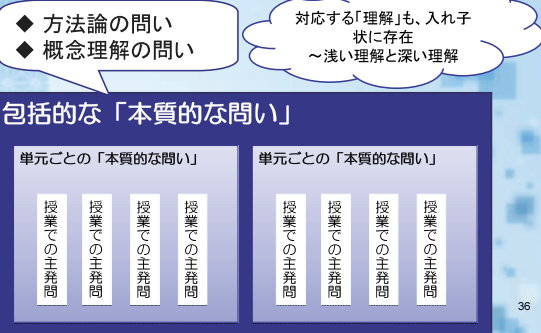 ◆ 方法論の問い
◆ 概念理解の問い
対応する「理解」も、入れ子
状に存在
～浅い理解と深い理解
包括的な「本質的な問い」
単元ごとの「本質的な問い」
授業での主発問
授業での主発問
授業での主発問
授業での主発問
単元ごとの「本質的な問い」
授業での主発問
授業での主発問
授業での主発問
授業での主発問
36